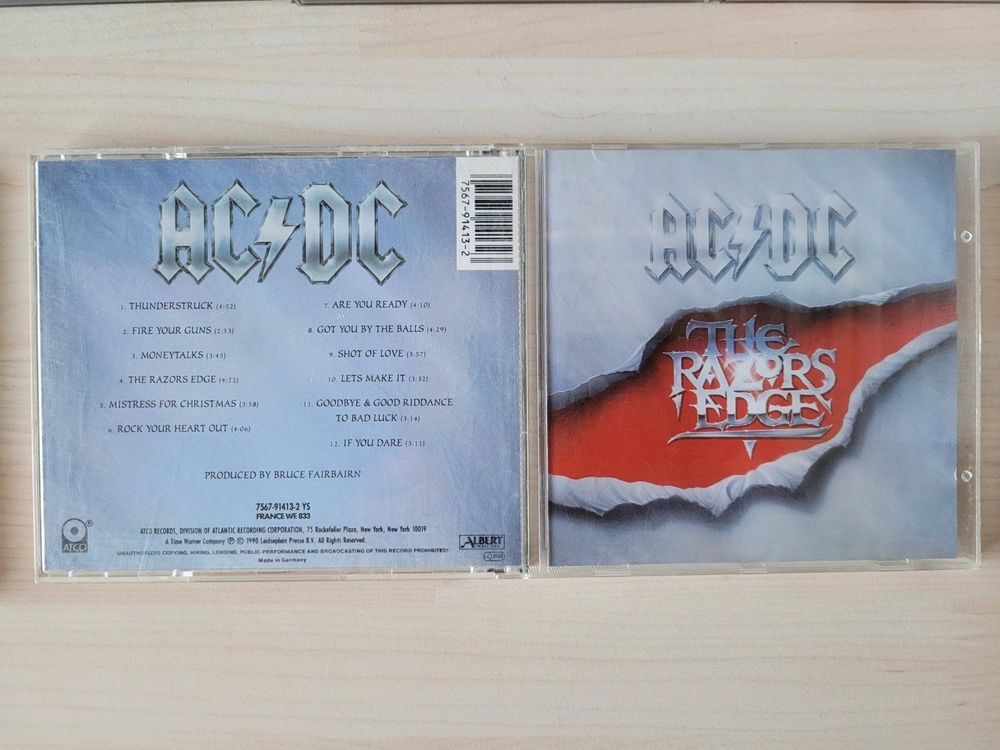 AC/DC
7567-91413-2
1. THUNDERSTRUCK (4:52)
2. FIRE YOUR GUNS (2:53)
3. MONEYTALKS (3:45)
4. THE RAZORS EDGE (4:22)
5. MISTRESS FOR CHRISTMAS (3:58)
6. ROCK YOUR HEART OUT (4:06)
7. ARE YOU READY (4:10)
8. GOT YOU BY THE BALLS (4:29)
9. SHOT OF LOVE (3:57)
10. LETS MAKE IT (3:32)
11. GOODBYE & GOOD RIDDANCE
TO BAD LUCK (3:14)
12. IF YOU DARE (3:11)
PRODUCED BY BRUCE FAIRBAIRN
7567-91413-2 YS
FRANCE WE 833
ATCO RECORDS, DIVISION OF ATLANTIC RECORDING CORPORATION, 75 Rockefeller Plaza, New York, New York 10019
A Time Warner Company ℗ © 1990 Leidseplein Presse B.V. All Rights Reserved.
UNAUTHORIZED COPYING, HIRING, LENDING, PUBLIC-PERFORMANCE AND BROADCASTING OF THIS RECORD PROHIBITED!
Made in Germany
ATCO ®
ALBERT
AC/DC
THE
RAZORS
EDGE